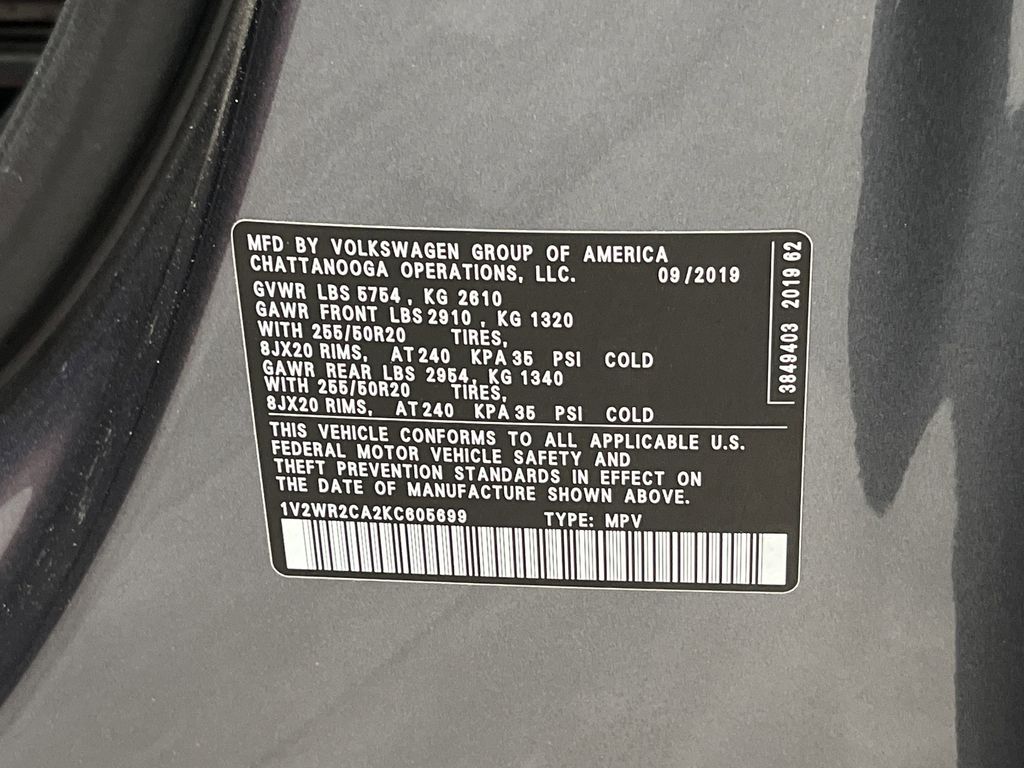 MFD BY VOLKSWAGEN GROUP OF AMERICA
CHATTANOOGA OPERATIONS, LLC. 09/2019
GVWR LBS 5754, KG 2610
GAWR FRONT LBS 2910, KG 1320
WITH 255/50R20 TIRES,
8JX20 RIMS, AT 240 KPA 35 PSI COLD
GAWR REAR LBS 2954, KG 1340
WITH 255/50R20 TIRES,
8JX20 RIMS, AT 240 KPA 35 PSI COLD
THIS VEHICLE CONFORMS TO ALL APPLICABLE U.S.
FEDERAL MOTOR VEHICLE SAFETY AND
THEFT PREVENTION STANDARDS IN EFFECT ON
THE DATE OF MANUFACTURE SHOWN ABOVE.
1V2WR2CA2KC605699 TYPE: MPV
3849403 2019 62